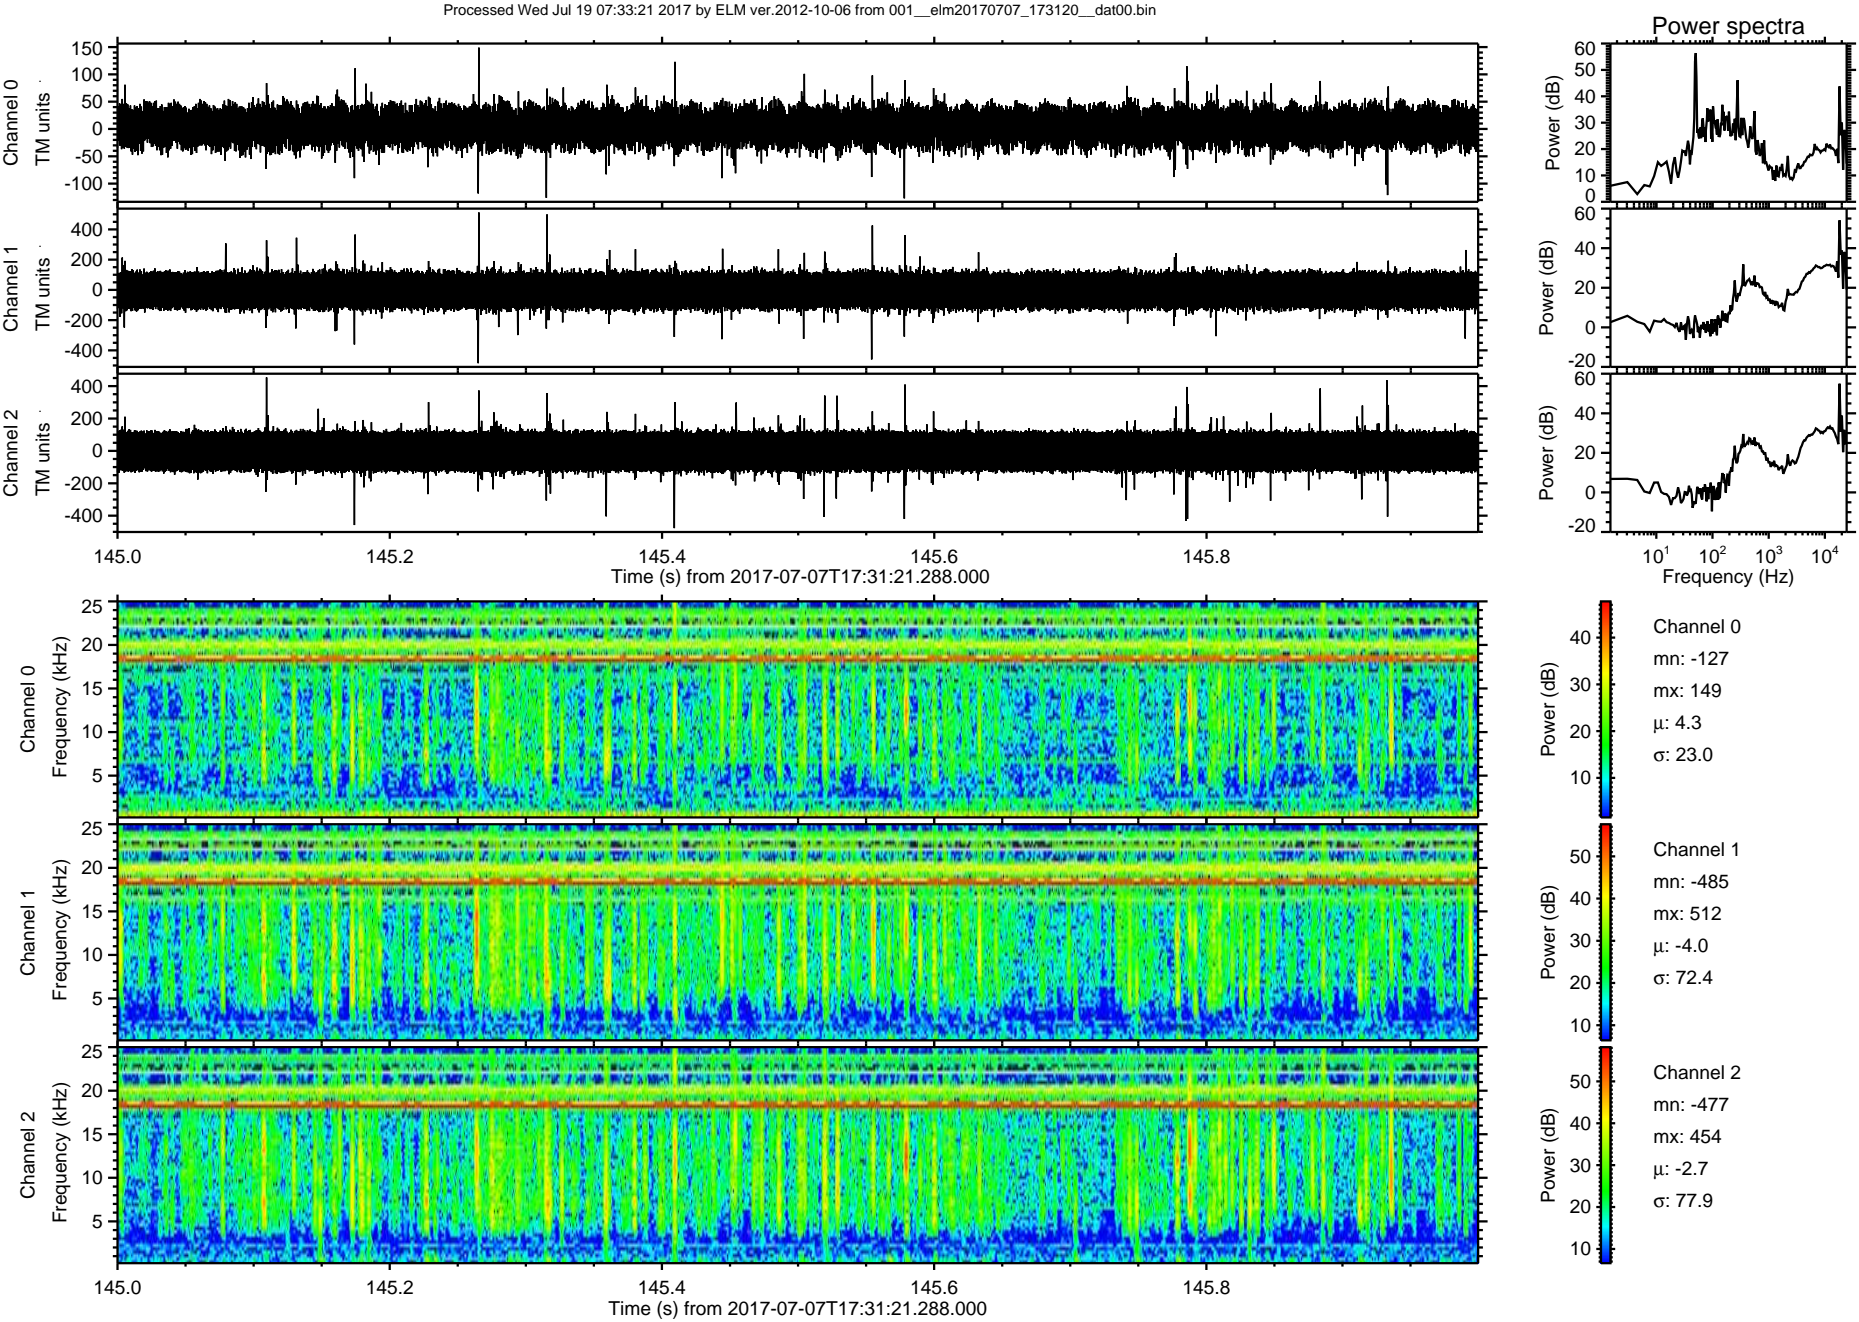 Processed Wed Jul 19 07:33:21 2017 by ELM ver.2012-10-06 from 001__elm20170707_173120__dat00.bin
Power spectra
Channel 0
TM units
150
100
50
0
-50
-100
Power (dB)
60
50
40
30
20
10
0
Channel 1
TM units
400
200
0
-200
-400
Power (dB)
60
40
20
0
-20
Channel 2
TM units
400
200
0
-200
-400
Power (dB)
60
40
20
0
-20
145.0 145.2 145.4 145.6 145.8
Time (s) from 2017-07-07T17:31:21.288.000
10^1 10^2 10^3 10^4
Frequency (Hz)
Channel 0
Frequency (kHz)
25
20
15
10
5
Power (dB)
40
30
20
10
Channel 0
mn: -127
mx: 149
μ: 4.3
σ: 23.0
Channel 1
Frequency (kHz)
25
20
15
10
5
Power (dB)
50
40
30
20
10
Channel 1
mn: -485
mx: 512
μ: -4.0
σ: 72.4
Channel 2
Frequency (kHz)
25
20
15
10
5
Power (dB)
50
40
30
20
10
Channel 2
mn: -477
mx: 454
μ: -2.7
σ: 77.9
145.0 145.2 145.4 145.6 145.8
Time (s) from 2017-07-07T17:31:21.288.000